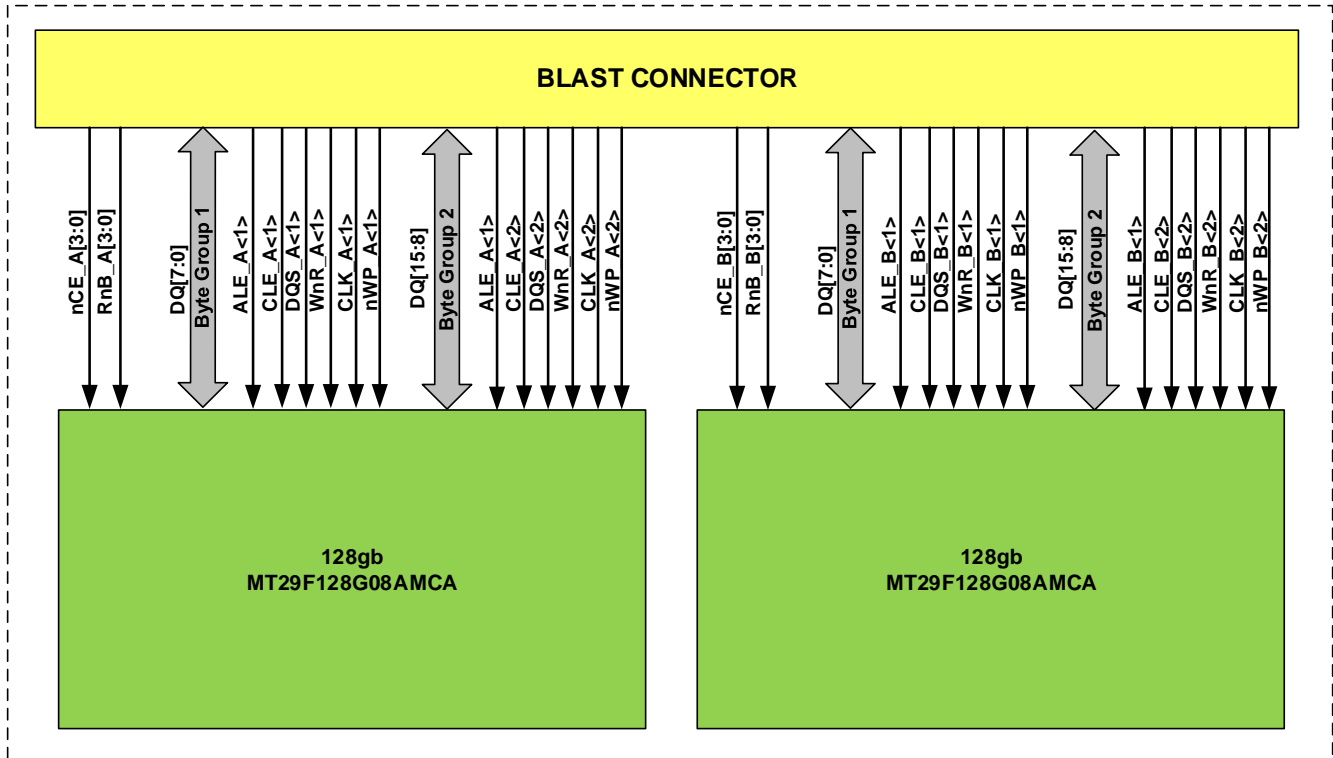 BLAST CONNECTOR
nCE_A[3:0]
RnB_A[3:0]
DQ[7:0]
Byte Group 1
ALE_A<1>
CLE_A<1>
DQS_A<1>
WnR_A<1>
CLK_A<1>
nWP_A<1>
DQ[15:8]
Byte Group 2
ALE_A<1>
CLE_A<2>
DQS_A<2>
WnR_A<2>
CLK_A<2>
nWP_A<2>
nCE_B[3:0]
RnB_B[3:0]
DQ[7:0]
Byte Group 1
ALE_B<1>
CLE_B<1>
DQS_B<1>
WnR_B<1>
CLK_B<1>
nWP_B<1>
DQ[15:8]
Byte Group 2
ALE_B<1>
CLE_B<2>
DQS_B<2>
WnR_B<2>
CLK_B<2>
nWP_B<2>
128gb
MT29F128G08AMCA
128gb
MT29F128G08AMCA